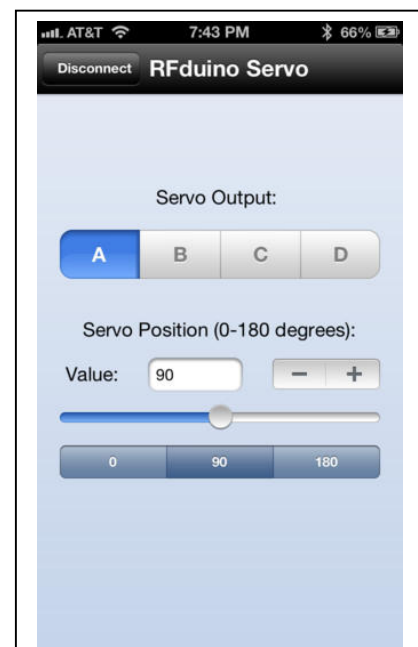 AT&T 7:43 PM 66%
Disconnect RFduino Servo
Servo Output:
A B C D
Servo Position (0-180 degrees):
Value: 90 − +
0 90 180